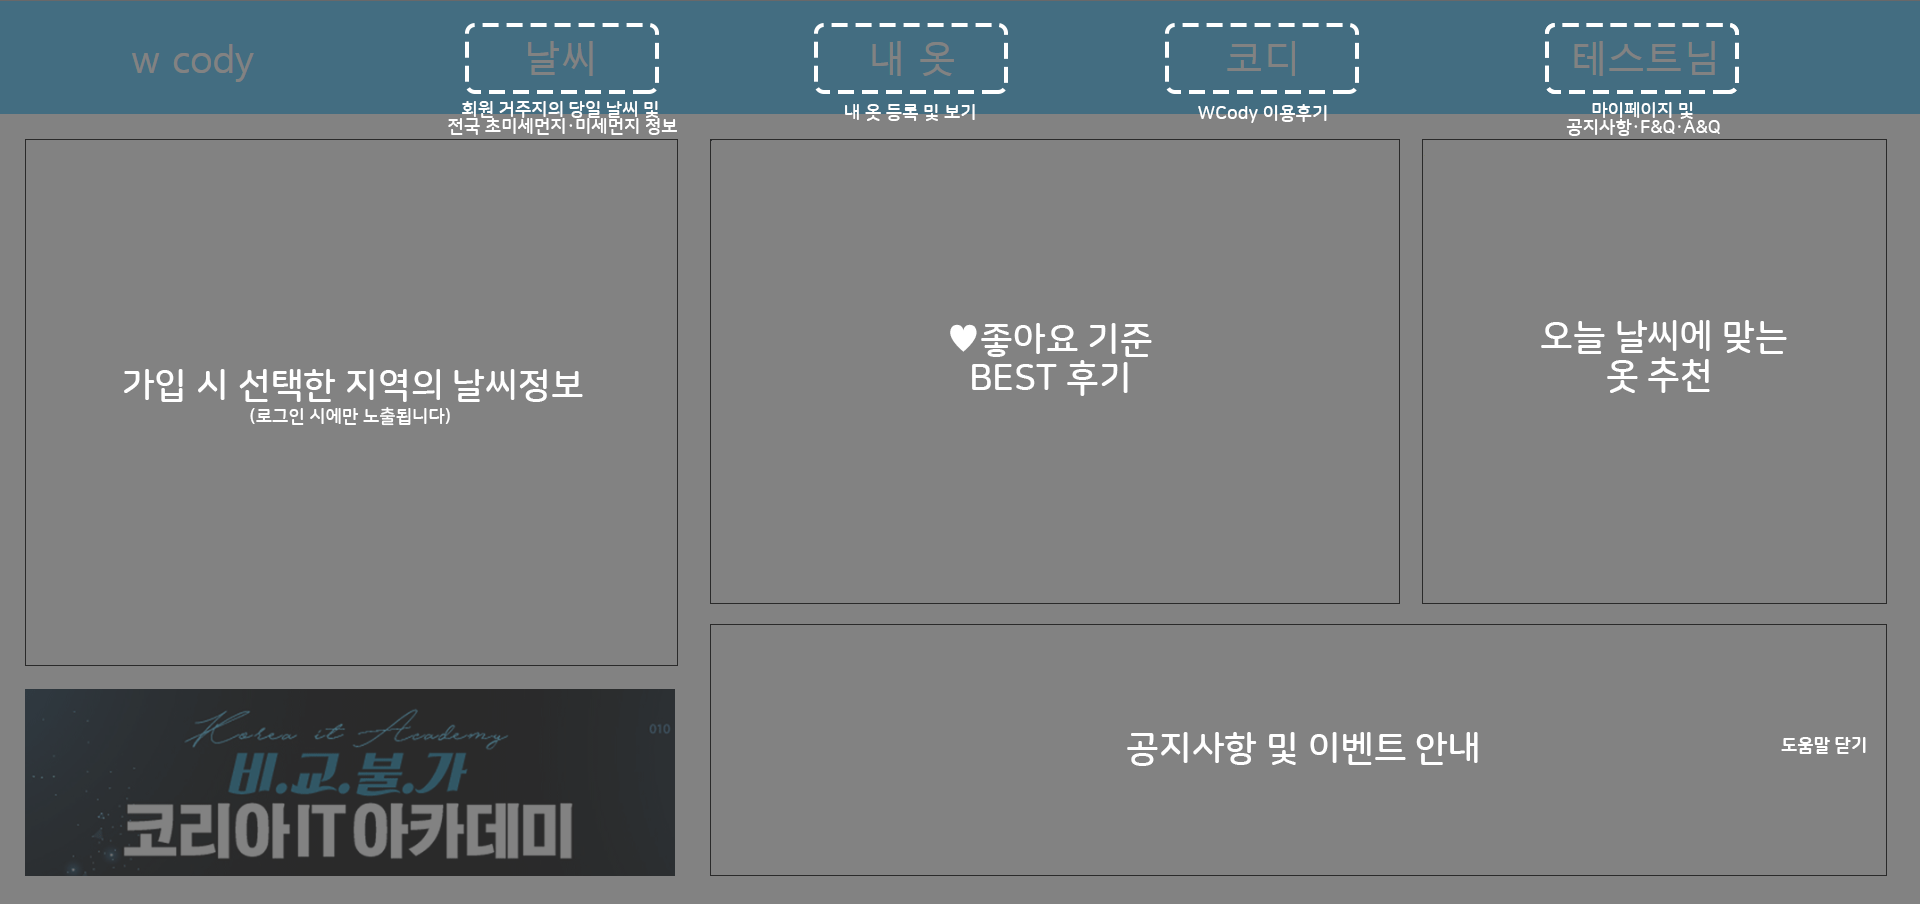 w cody
날씨
내 옷
코디
테스트님
회원 거주지의 당일 날씨 및
전국 초미세먼지·미세먼지 정보
내 옷 등록 및 보기
WCody 이용후기
마이페이지 및
공지사항·F&Q·A&Q
가입 시 선택한 지역의 날씨정보
(로그인 시에만 노출됩니다)
♥좋아요 기준
BEST 후기
오늘 날씨에 맞는
옷 추천
Korea it Academy
010
비.교.불.가
코리아IT아카데미
공지사항 및 이벤트 안내
도움말 닫기